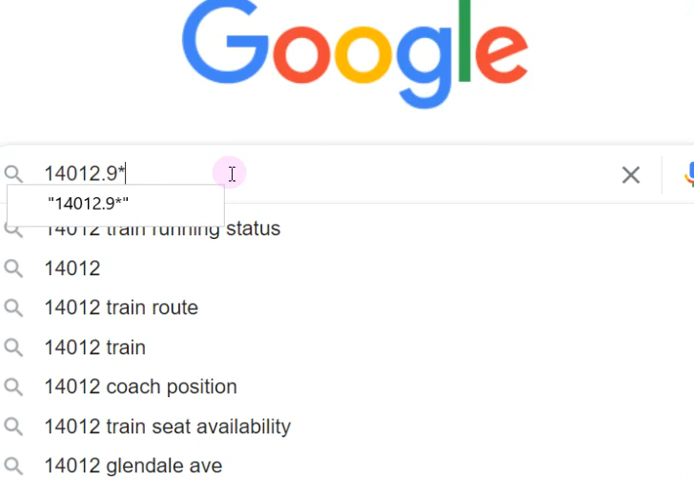 Google
14012.9*
"14012.9*"
14012 train running status
14012
14012 train route
14012 train
14012 coach position
14012 train seat availability
14012 glendale ave